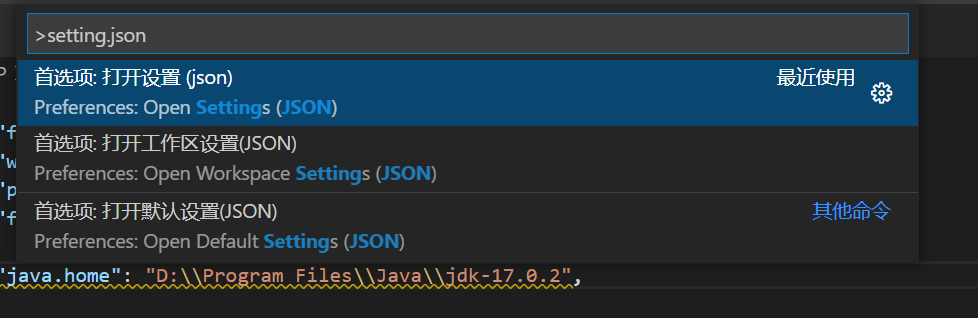 >setting.json
首选项: 打开设置 (json)
最近使用
Preferences: Open Settings (JSON)
首选项: 打开工作区设置(JSON)
Preferences: Open Workspace Settings (JSON)
首选项: 打开默认设置(JSON)
其他命令
Preferences: Open Default Settings (JSON)
"f
"w
"p
"f
"java.home": "D:\\Program Files\\Java\\jdk-17.0.2",